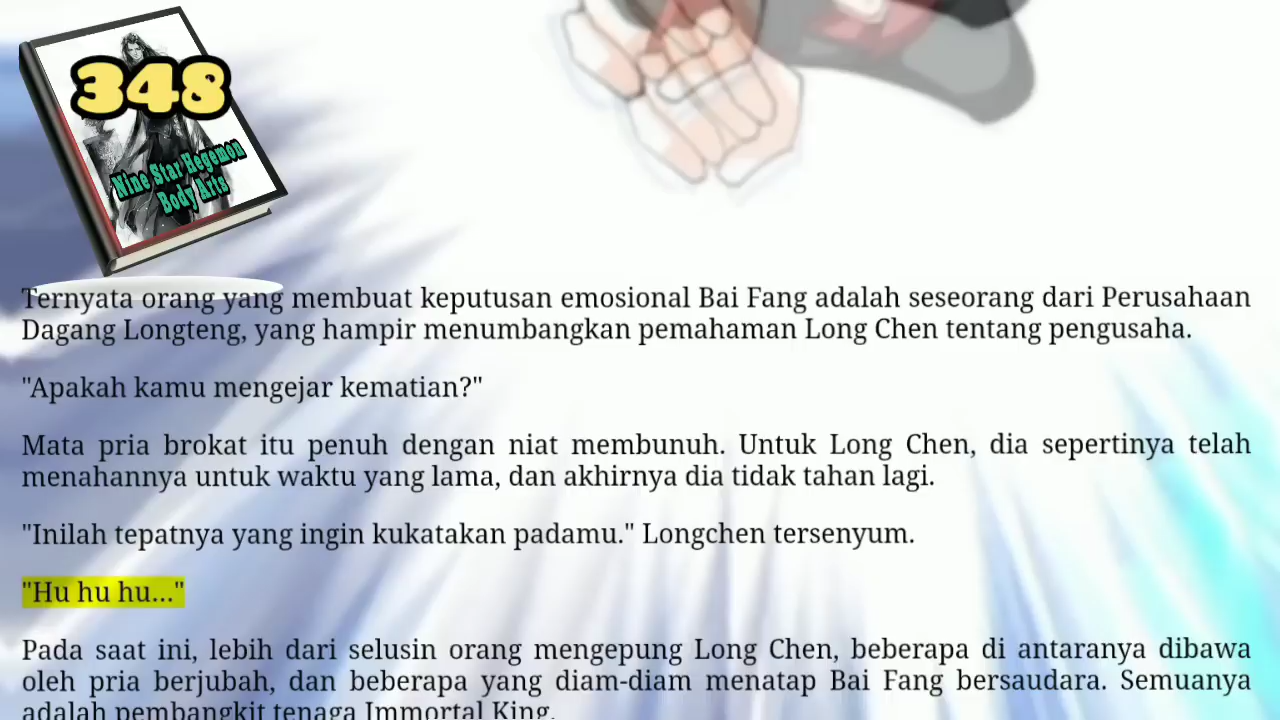 348
Nine Star Hegemon
Body Arts
Ternyata orang yang membuat keputusan emosional Bai Fang adalah seseorang dari Perusahaan
Dagang Longteng, yang hampir menumbangkan pemahaman Long Chen tentang pengusaha.
"Apakah kamu mengejar kematian?"
Mata pria brokat itu penuh dengan niat membunuh. Untuk Long Chen, dia sepertinya telah
menahannya untuk waktu yang lama, dan akhirnya dia tidak tahan lagi.
"Inilah tepatnya yang ingin kukatakan padamu." Longchen tersenyum.
"Hu hu hu..."
Pada saat ini, lebih dari selusin orang mengepung Long Chen, beberapa di antaranya dibawa
oleh pria berjubah, dan beberapa yang diam-diam menatap Bai Fang bersaudara. Semuanya
adalah pembangkit tenaga Immortal King.